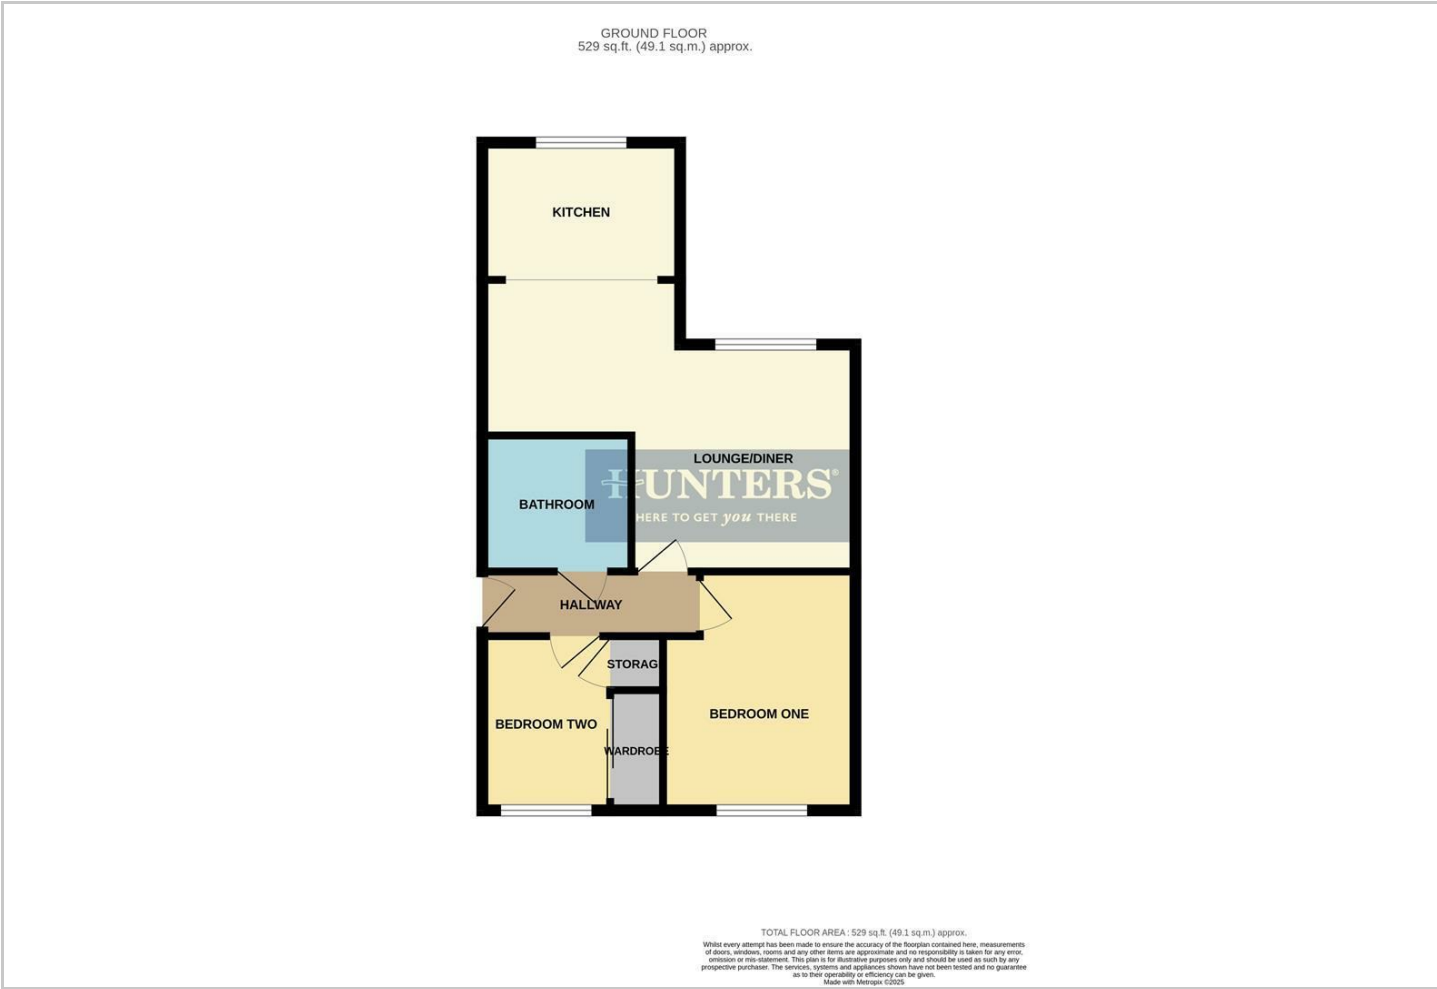 GROUND FLOOR
529 sq.ft. (49.1 sq.m.) approx.
KITCHEN
LOUNGE/DINER
HUNTERS®
HERE TO GET you THERE
BATHROOM
HALLWAY
STORAG
BEDROOM TWO
BEDROOM ONE
WARDROBE
TOTAL FLOOR AREA : 529 sq.ft. (49.1 sq.m.) approx.
Whilst every attempt has been made to ensure the accuracy of the floorplan contained here, measurements
of doors, windows, rooms and any other items are approximate and no responsibility is taken for any error,
omission or mis-statement. This plan is for illustrative purposes only and should be used as such by any
prospective purchaser. The services, systems and appliances shown have not been tested and no guarantee
as to their operability or efficiency can be given.
Made with Metropix ©2025